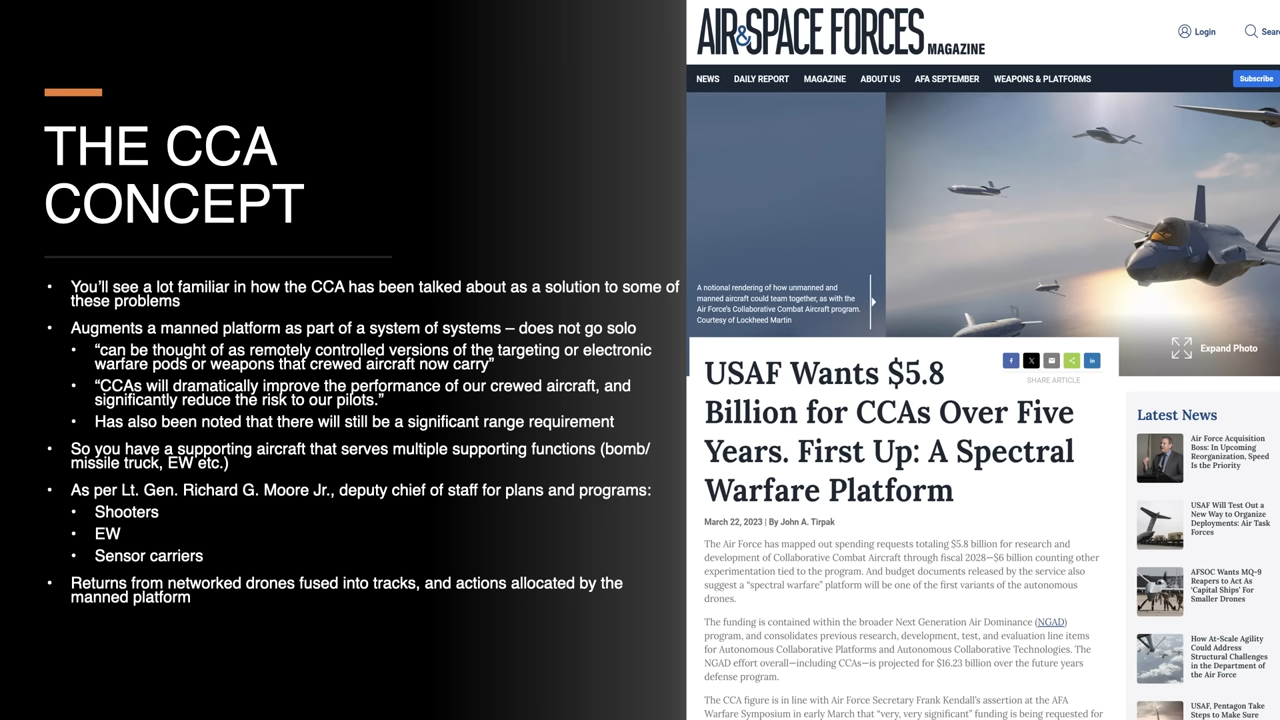 THE CCA
CONCEPT
• You’ll see a lot familiar in how the CCA has been talked about as a solution to some of
these problems
• Augments a manned platform as part of a system of systems – does not go solo
• “can be thought of as remotely controlled versions of the targeting or electronic
warfare pods or weapons that crewed aircraft now carry”
• “CCAs will dramatically improve the performance of our crewed aircraft, and
significantly reduce the risk to our pilots.”
• Has also been noted that there will still be a significant range requirement
• So you have a supporting aircraft that serves multiple supporting functions (bomb/
missile truck, EW etc.)
• As per Lt. Gen. Richard G. Moore Jr., deputy chief of staff for plans and programs:
• Shooters
• EW
• Sensor carriers
• Returns from networked drones fused into tracks, and actions allocated by the
manned platform
AIR&SPACE FORCES MAGAZINE
Login
Sear
NEWS DAILY REPORT MAGAZINE ABOUT US AFA SEPTEMBER WEAPONS & PLATFORMS
Subscribe
A notional rendering of how unmanned and
manned aircraft could team together, as with the
Air Force's Collaborative Combat Aircraft program.
Courtesy of Lockheed Martin
Expand Photo
SHARE ARTICLE
USAF Wants $5.8
Billion for CCAs Over Five
Years. First Up: A Spectral
Warfare Platform
March 22, 2023 | By John A. Tirpak
The Air Force has mapped out spending requests totaling $5.8 billion for research and
development of Collaborative Combat Aircraft through fiscal 2028—$6 billion counting other
experimentation tied to the program. And budget documents released by the service also
suggest a “spectral warfare” platform will be one of the first variants of the autonomous
drones.
The funding is contained within the broader Next Generation Air Dominance (NGAD)
program, and consolidates previous research, development, test, and evaluation line items
for Autonomous Collaborative Platforms and Autonomous Collaborative Technologies. The
NGAD effort overall—including CCAs—is projected for $16.23 billion over the future years
defense program.
The CCA figure is in line with Air Force Secretary Frank Kendall’s assertion at the AFA
Warfare Symposium in early March that “very, very significant” funding is being requested for
Latest News
Air Force Acquisition
Boss: In Upcoming
Reorganization, Speed
Is the Priority
USAF Will Test Out a
New Way to Organize
Deployments: Air Task
Forces
AFSOC Wants MQ-9
Reapers to Act As
‘Capital Ships’ For
Smaller Drones
How At-Scale Agility
Could Address
Structural Challenges
in the Department of
the Air Force
USAF, Pentagon Take
Steps to Make Sure